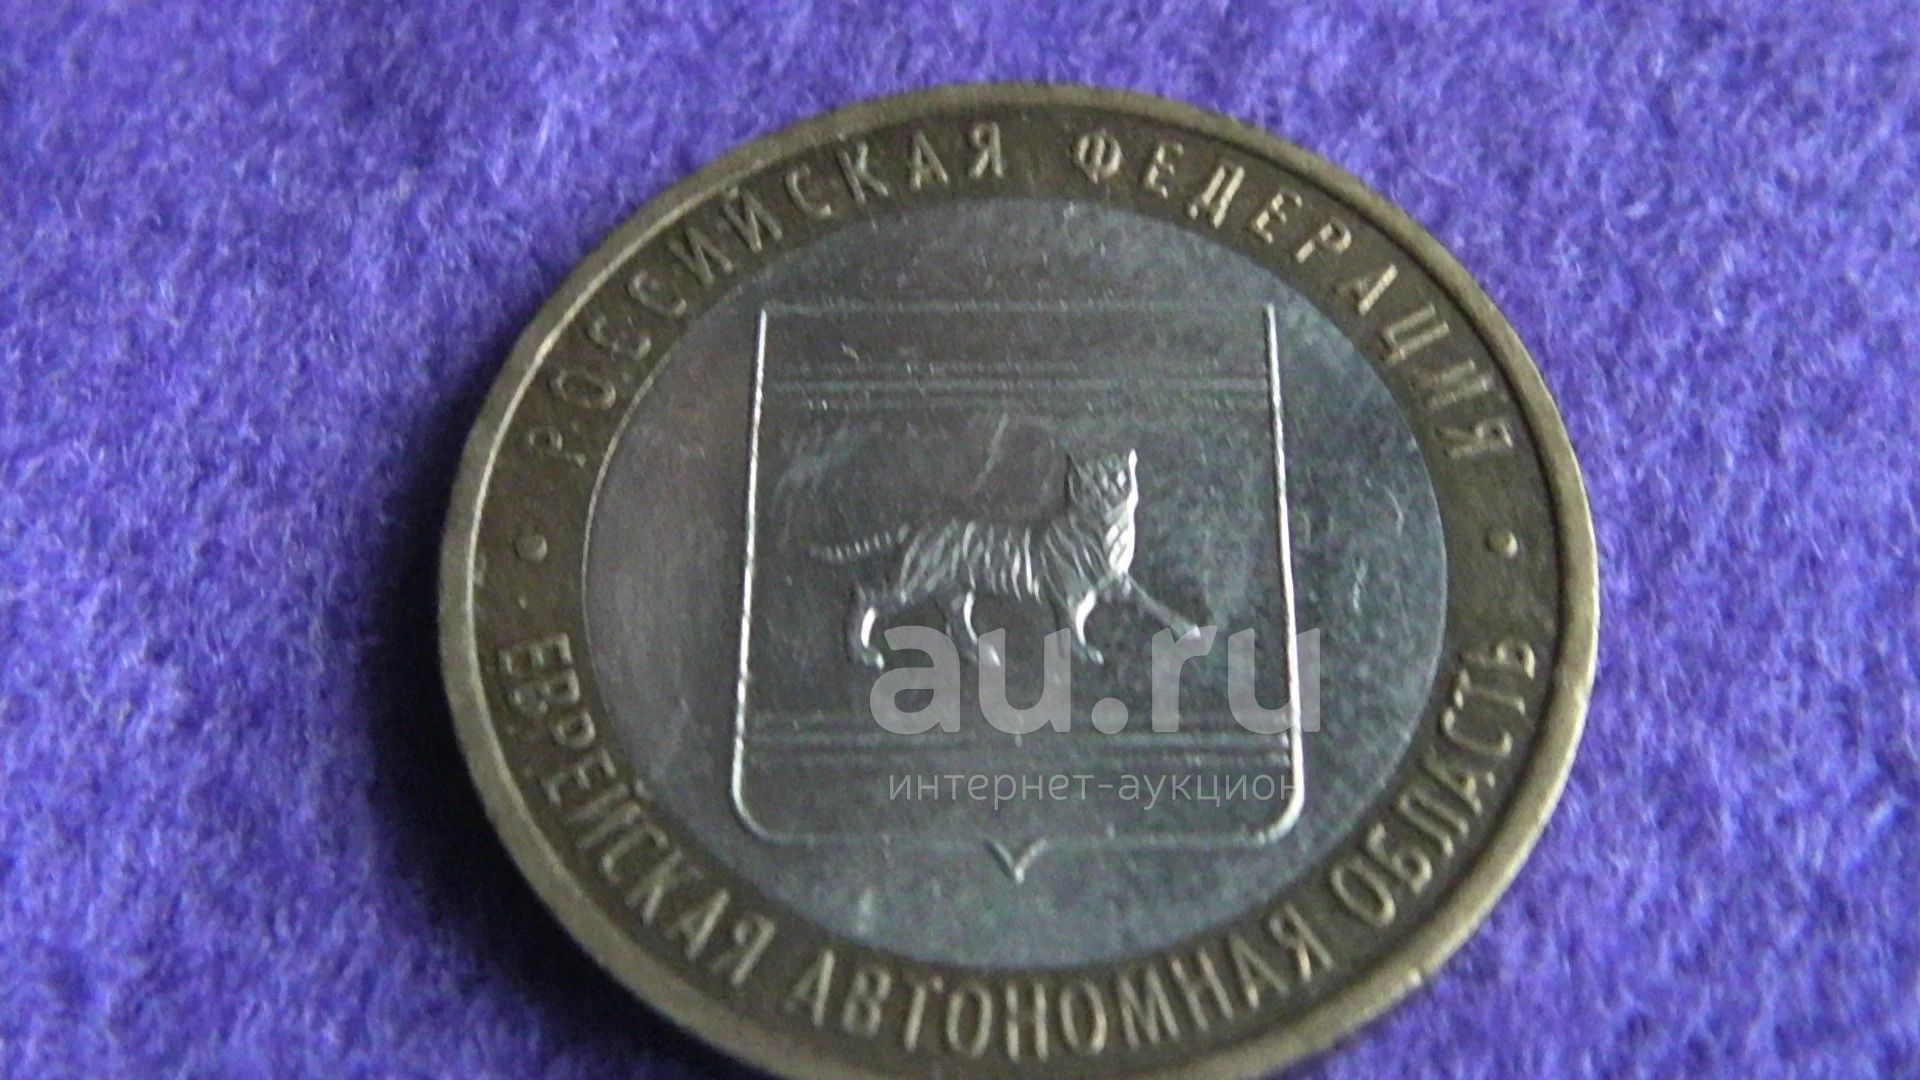 РОССИЙСКАЯ ФЕДЕРАЦИЯ
ЕВРЕЙСКАЯ АВТОНОМНАЯ ОБЛАСТЬ
au.ru
интернет-аукцион